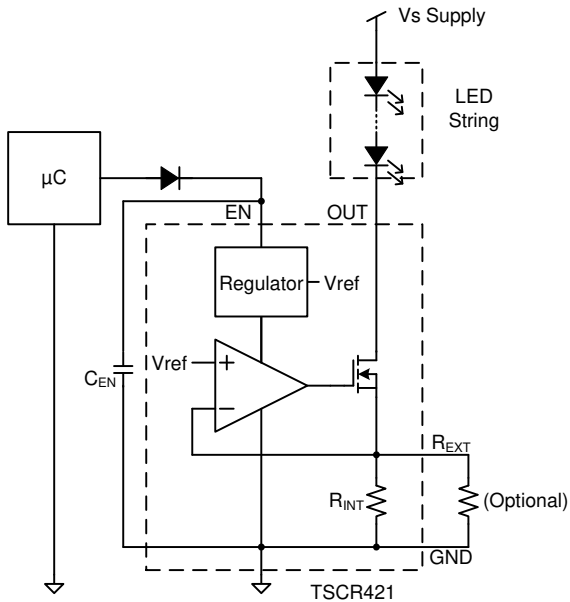 Vs Supply
LED
String
µC
EN
OUT
Regulator
Vref
Vref
+
−
C_EN
R_EXT
R_INT
(Optional)
GND
TSCR421